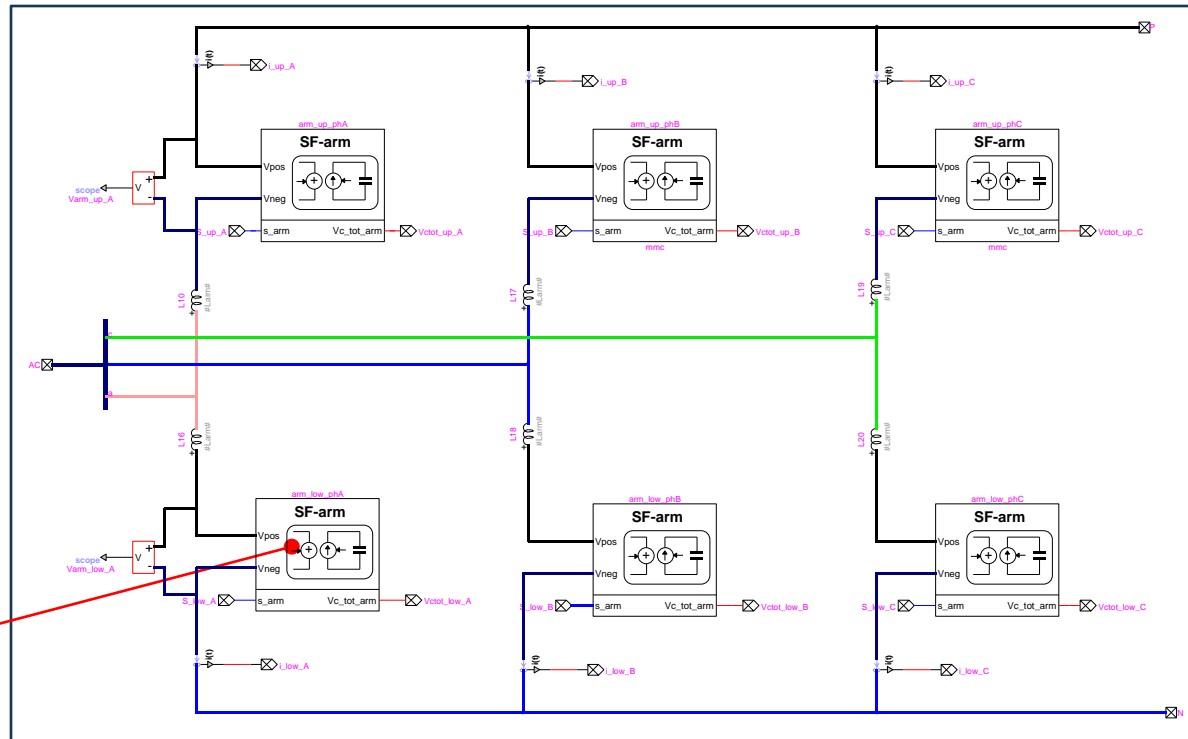 P
i(t)
i_up_A
i(t)
i_up_B
i(t)
i_up_C
arm_up_phA
SF-arm
Vpos
Vneg
s_arm
Vc_tot_arm
S_up_A
Vctot_up_A
arm_up_phB
SF-arm
Vpos
Vneg
s_arm
Vc_tot_arm
S_up_B
Vctot_up_B
mmc
arm_up_phC
SF-arm
Vpos
Vneg
s_arm
Vc_tot_arm
S_up_C
Vctot_up_C
mmc
scope
Varm_up_A
V
+
-
L10
#Larm#
+
L17
#Larm#
+
L19
#Larm#
+
AC
c
a
L16
#Larm#
+
L18
#Larm#
+
L20
#Larm#
+
arm_low_phA
SF-arm
Vpos
Vneg
s_arm
Vc_tot_arm
S_low_A
Vctot_low_A
arm_low_phB
SF-arm
Vpos
Vneg
s_arm
Vc_tot_arm
S_low_B
Vctot_low_B
arm_low_phC
SF-arm
Vpos
Vneg
s_arm
Vc_tot_arm
S_low_C
Vctot_low_C
scope
Varm_low_A
V
+
-
i(t)
i_low_A
i(t)
i_low_B
i(t)
i_low_C
N